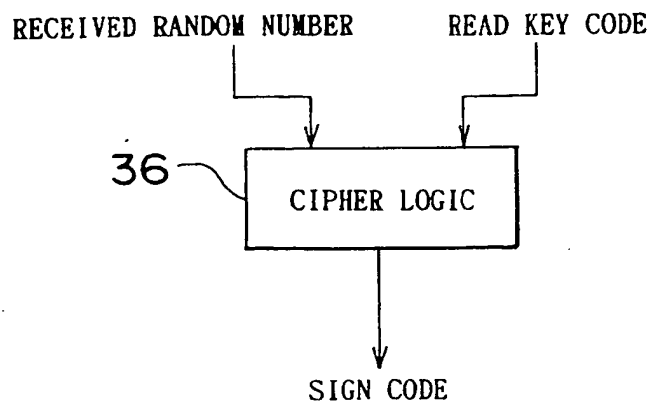 RECEIVED RANDOM NUMBER READ KEY CODE
36 CIPHER LOGIC
SIGN CODE